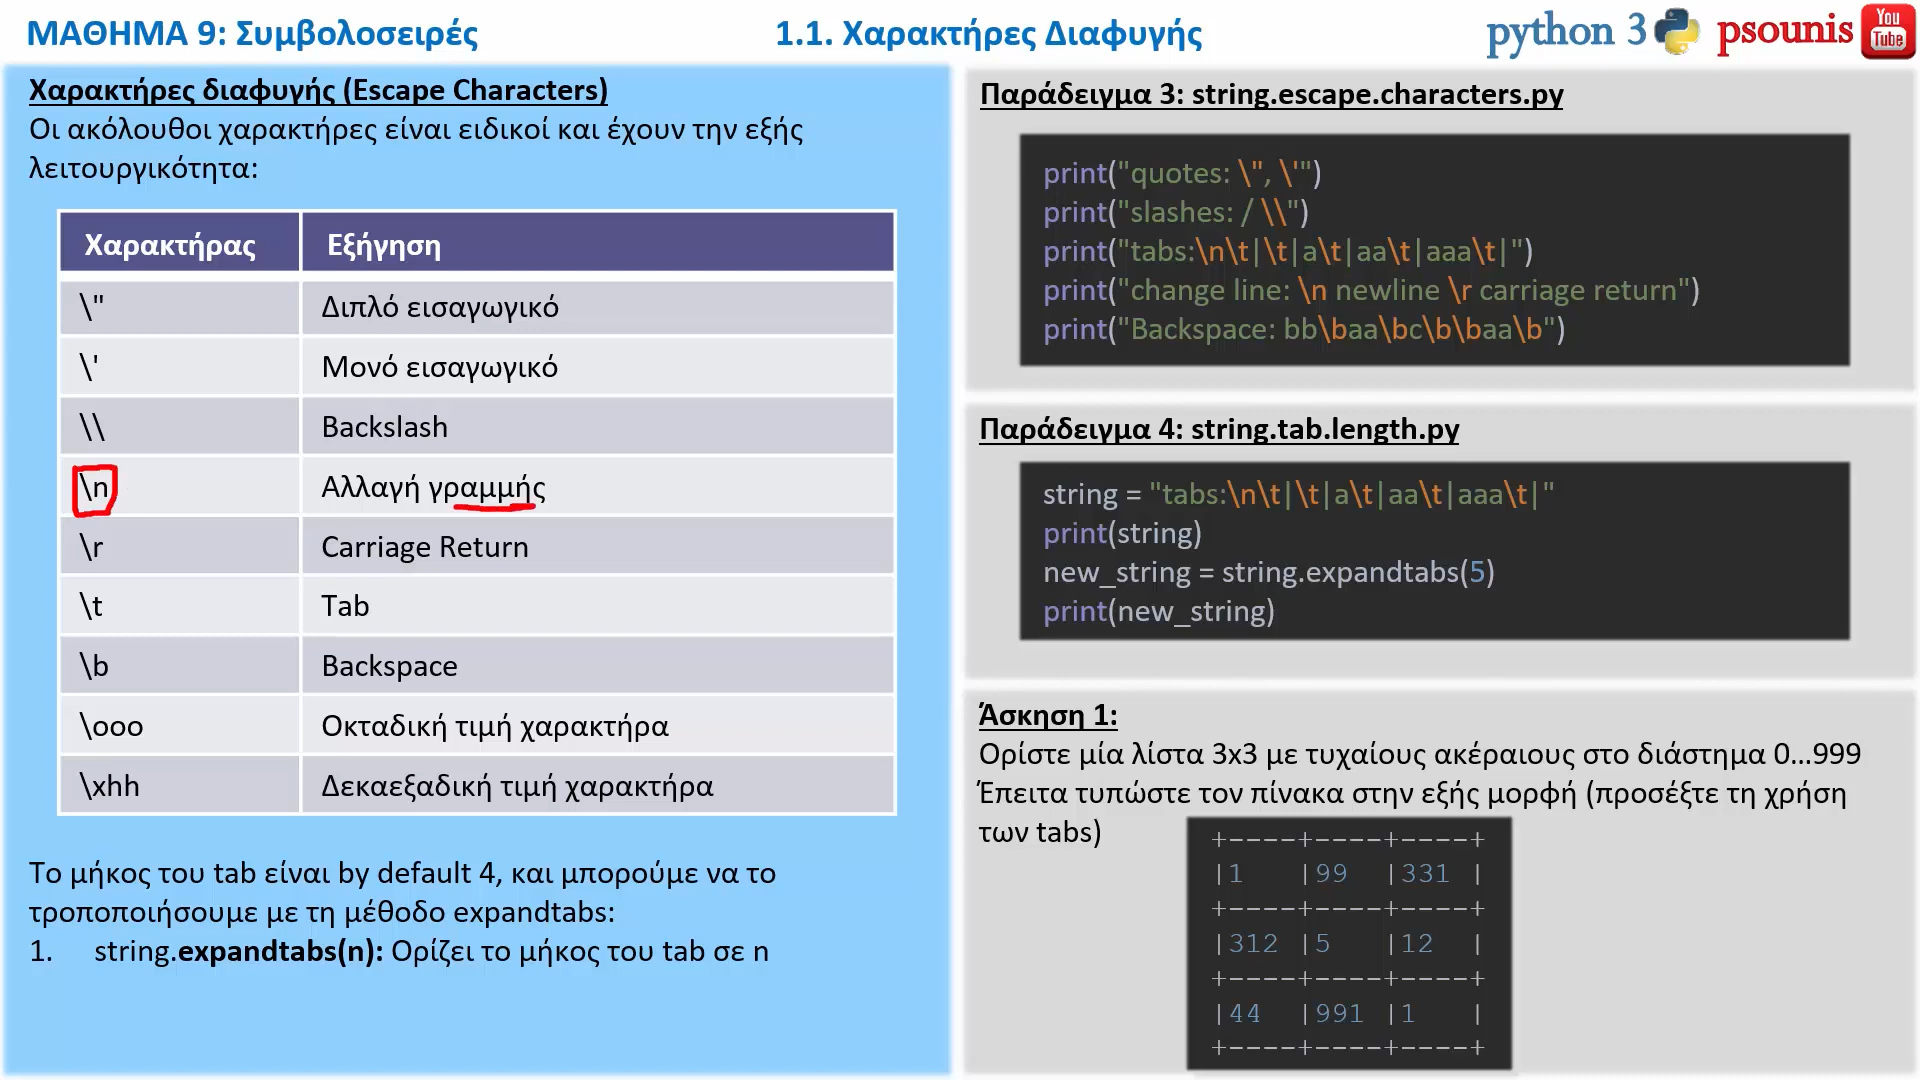 ΜΑΘΗΜΑ 9: Συμβολοσειρές
1.1. Χαρακτήρες Διαφυγής
python 3 psounis You Tube
Χαρακτήρες διαφυγής (Escape Characters)
Οι ακόλουθοι χαρακτήρες είναι ειδικοί και έχουν την εξής
λειτουργικότητα:
Χαρακτήρας Εξήγηση
\" Διπλό εισαγωγικό
\' Μονό εισαγωγικό
\\ Backslash
\n Αλλαγή γραμμής
\r Carriage Return
\t Tab
\b Backspace
\ooo Οκταδική τιμή χαρακτήρα
\xhh Δεκαεξαδική τιμή χαρακτήρα
Το μήκος του tab είναι by default 4, και μπορούμε να το
τροποποιήσουμε με τη μέθοδο expandtabs:
1. string.expandtabs(n): Ορίζει το μήκος του tab σε n
Παράδειγμα 3: string.escape.characters.py
print("quotes: \", \'")
print("slashes: / \\")
print("tabs:\n\t|\t|a\t|aa\t|aaa\t|")
print("change line: \n newline \r carriage return")
print("Backspace: bb\baa\bc\b\baa\b")
Παράδειγμα 4: string.tab.length.py
string = "tabs:\n\t|\t|a\t|aa\t|aaa\t|"
print(string)
new_string = string.expandtabs(5)
print(new_string)
Άσκηση 1:
Ορίστε μία λίστα 3x3 με τυχαίους ακέραιους στο διάστημα 0...999
Έπειτα τυπώστε τον πίνακα στην εξής μορφή (προσέξτε τη χρήση
των tabs)
+----+----+----+
|1   |99  |331 |
+----+----+----+
|312 |5   |12  |
+----+----+----+
|44  |991 |1   |
+----+----+----+